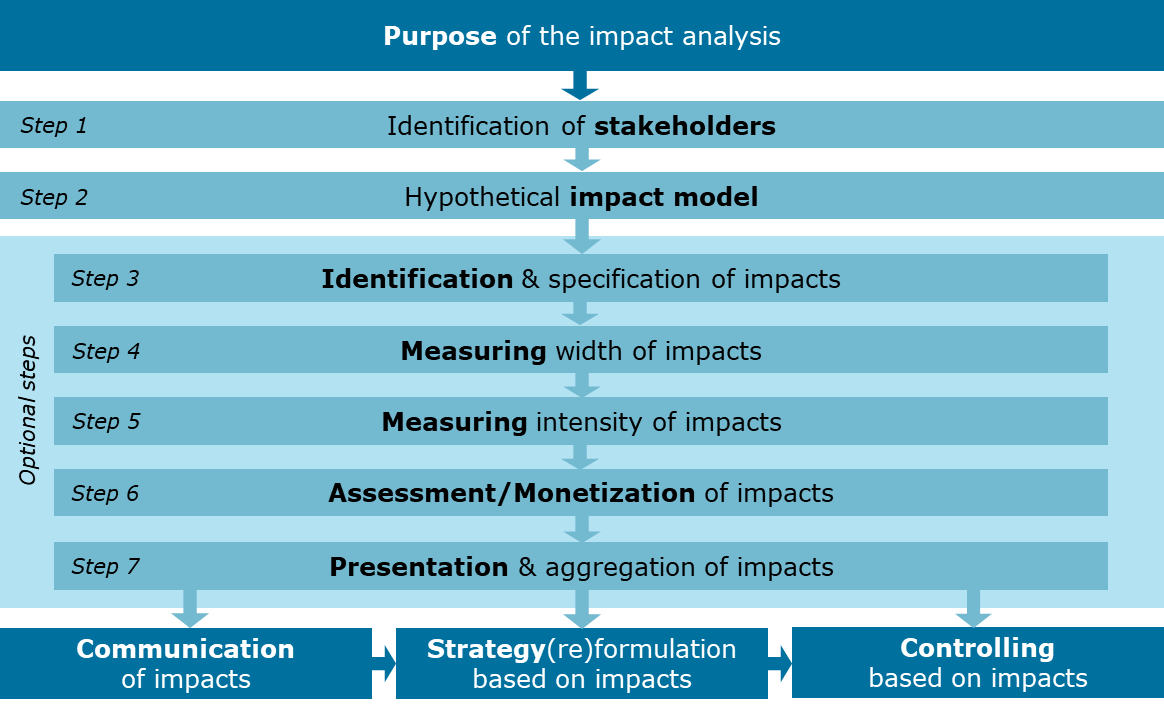 Purpose of the impact analysis
Step 1
Identification of stakeholders
Step 2
Hypothetical impact model
Optional steps
Step 3
Identification & specification of impacts
Step 4
Measuring width of impacts
Step 5
Measuring intensity of impacts
Step 6
Assessment/Monetization of impacts
Step 7
Presentation & aggregation of impacts
Communication
of impacts
Strategy(re)formulation
based on impacts
Controlling
based on impacts